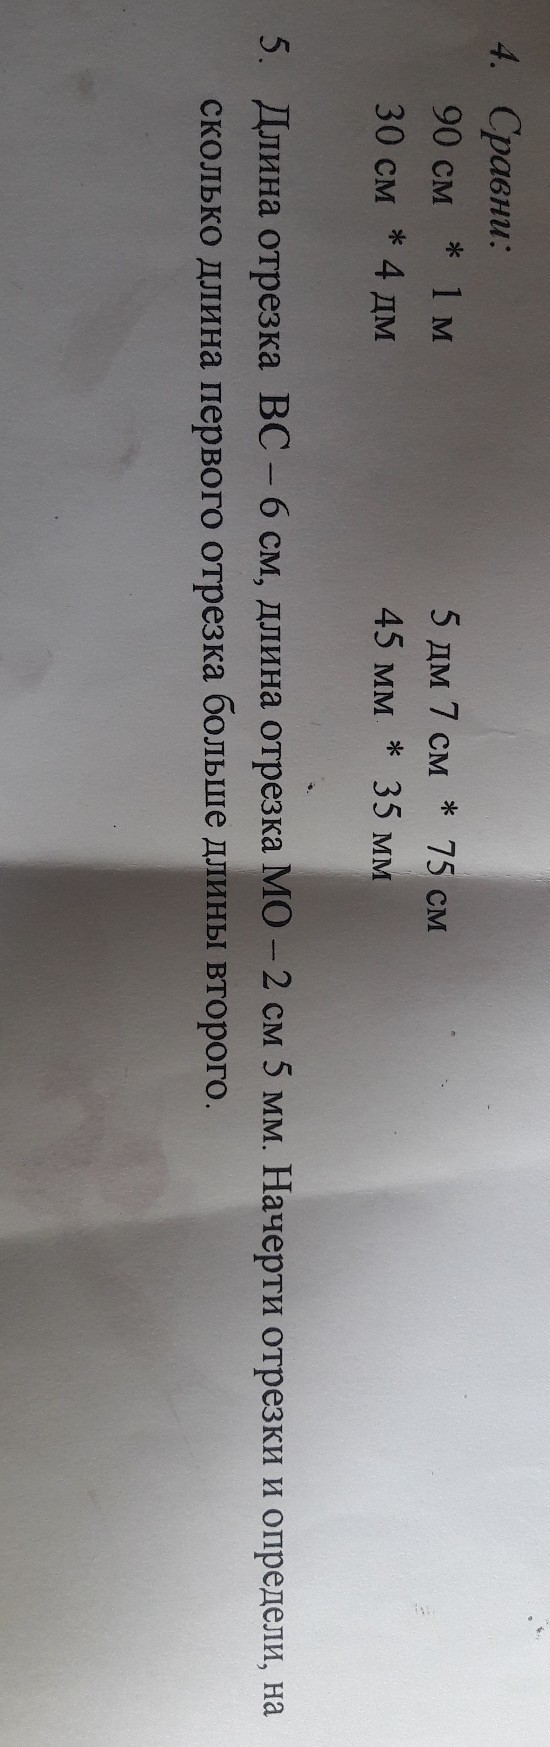 4. Сравни:
90 см * 1 м 5 дм 7 см * 75 см
30 см * 4 дм 45 мм * 35 мм
5. Длина отрезка ВС – 6 см, длина отрезка МО – 2 см 5 мм. Начерти отрезки и определи, на
сколько длина первого отрезка больше длины второго.